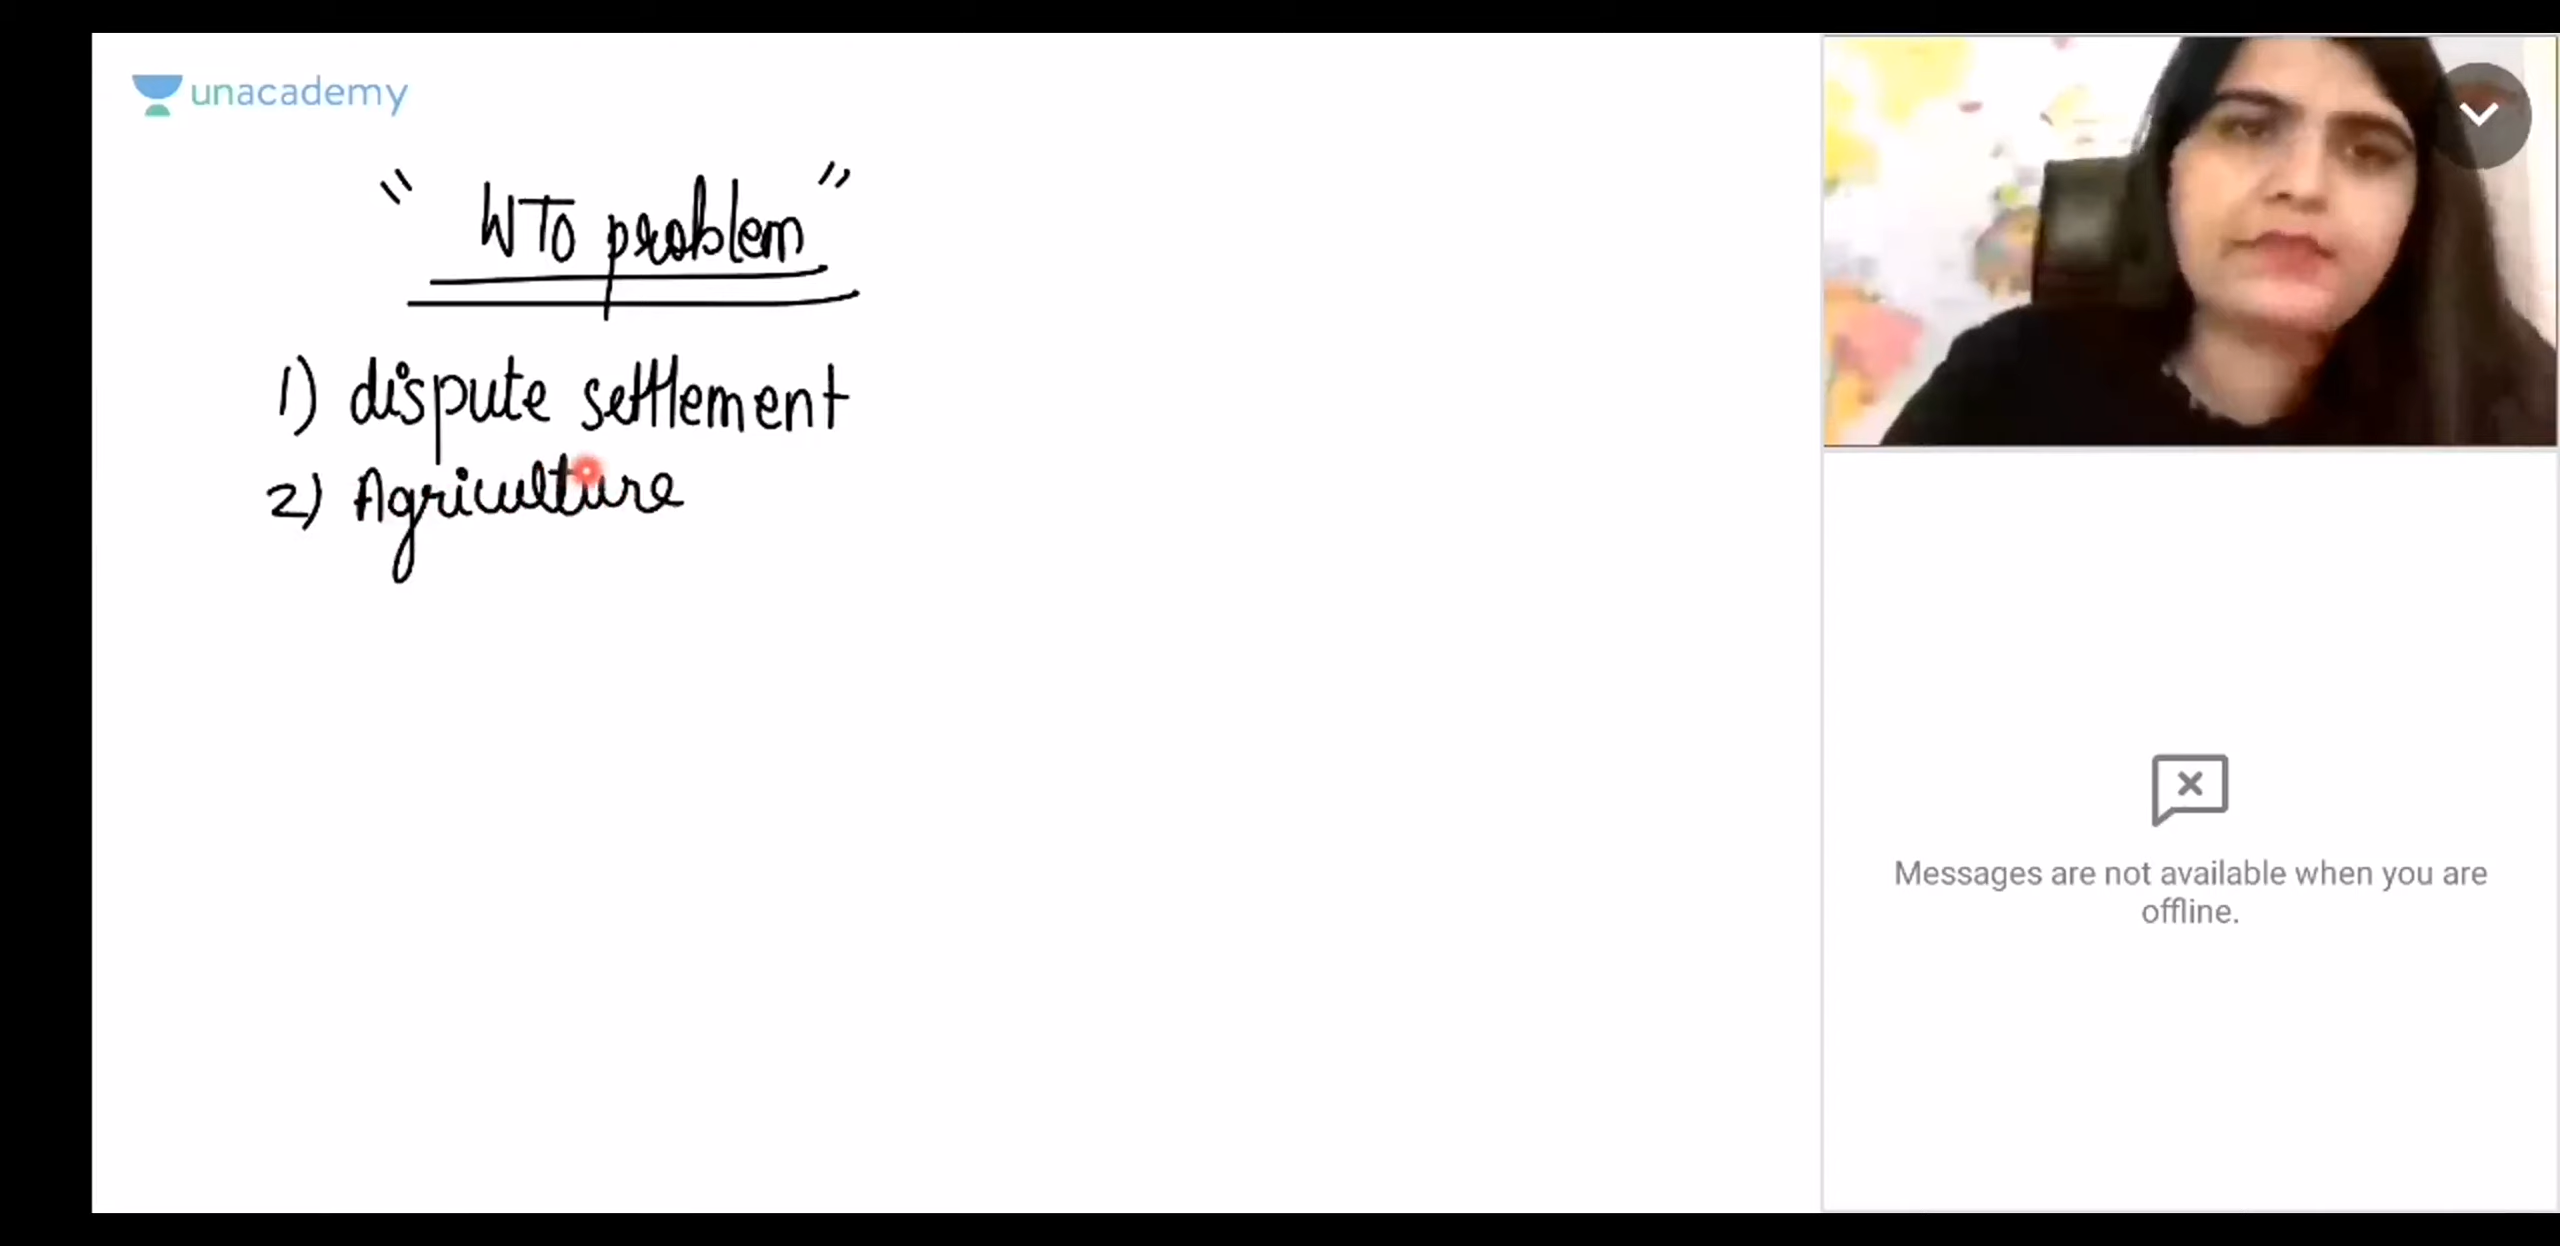 unacademy
" WTO problem "
1) dispute settlement
2) Agriculture
Messages are not available when you are
offline.